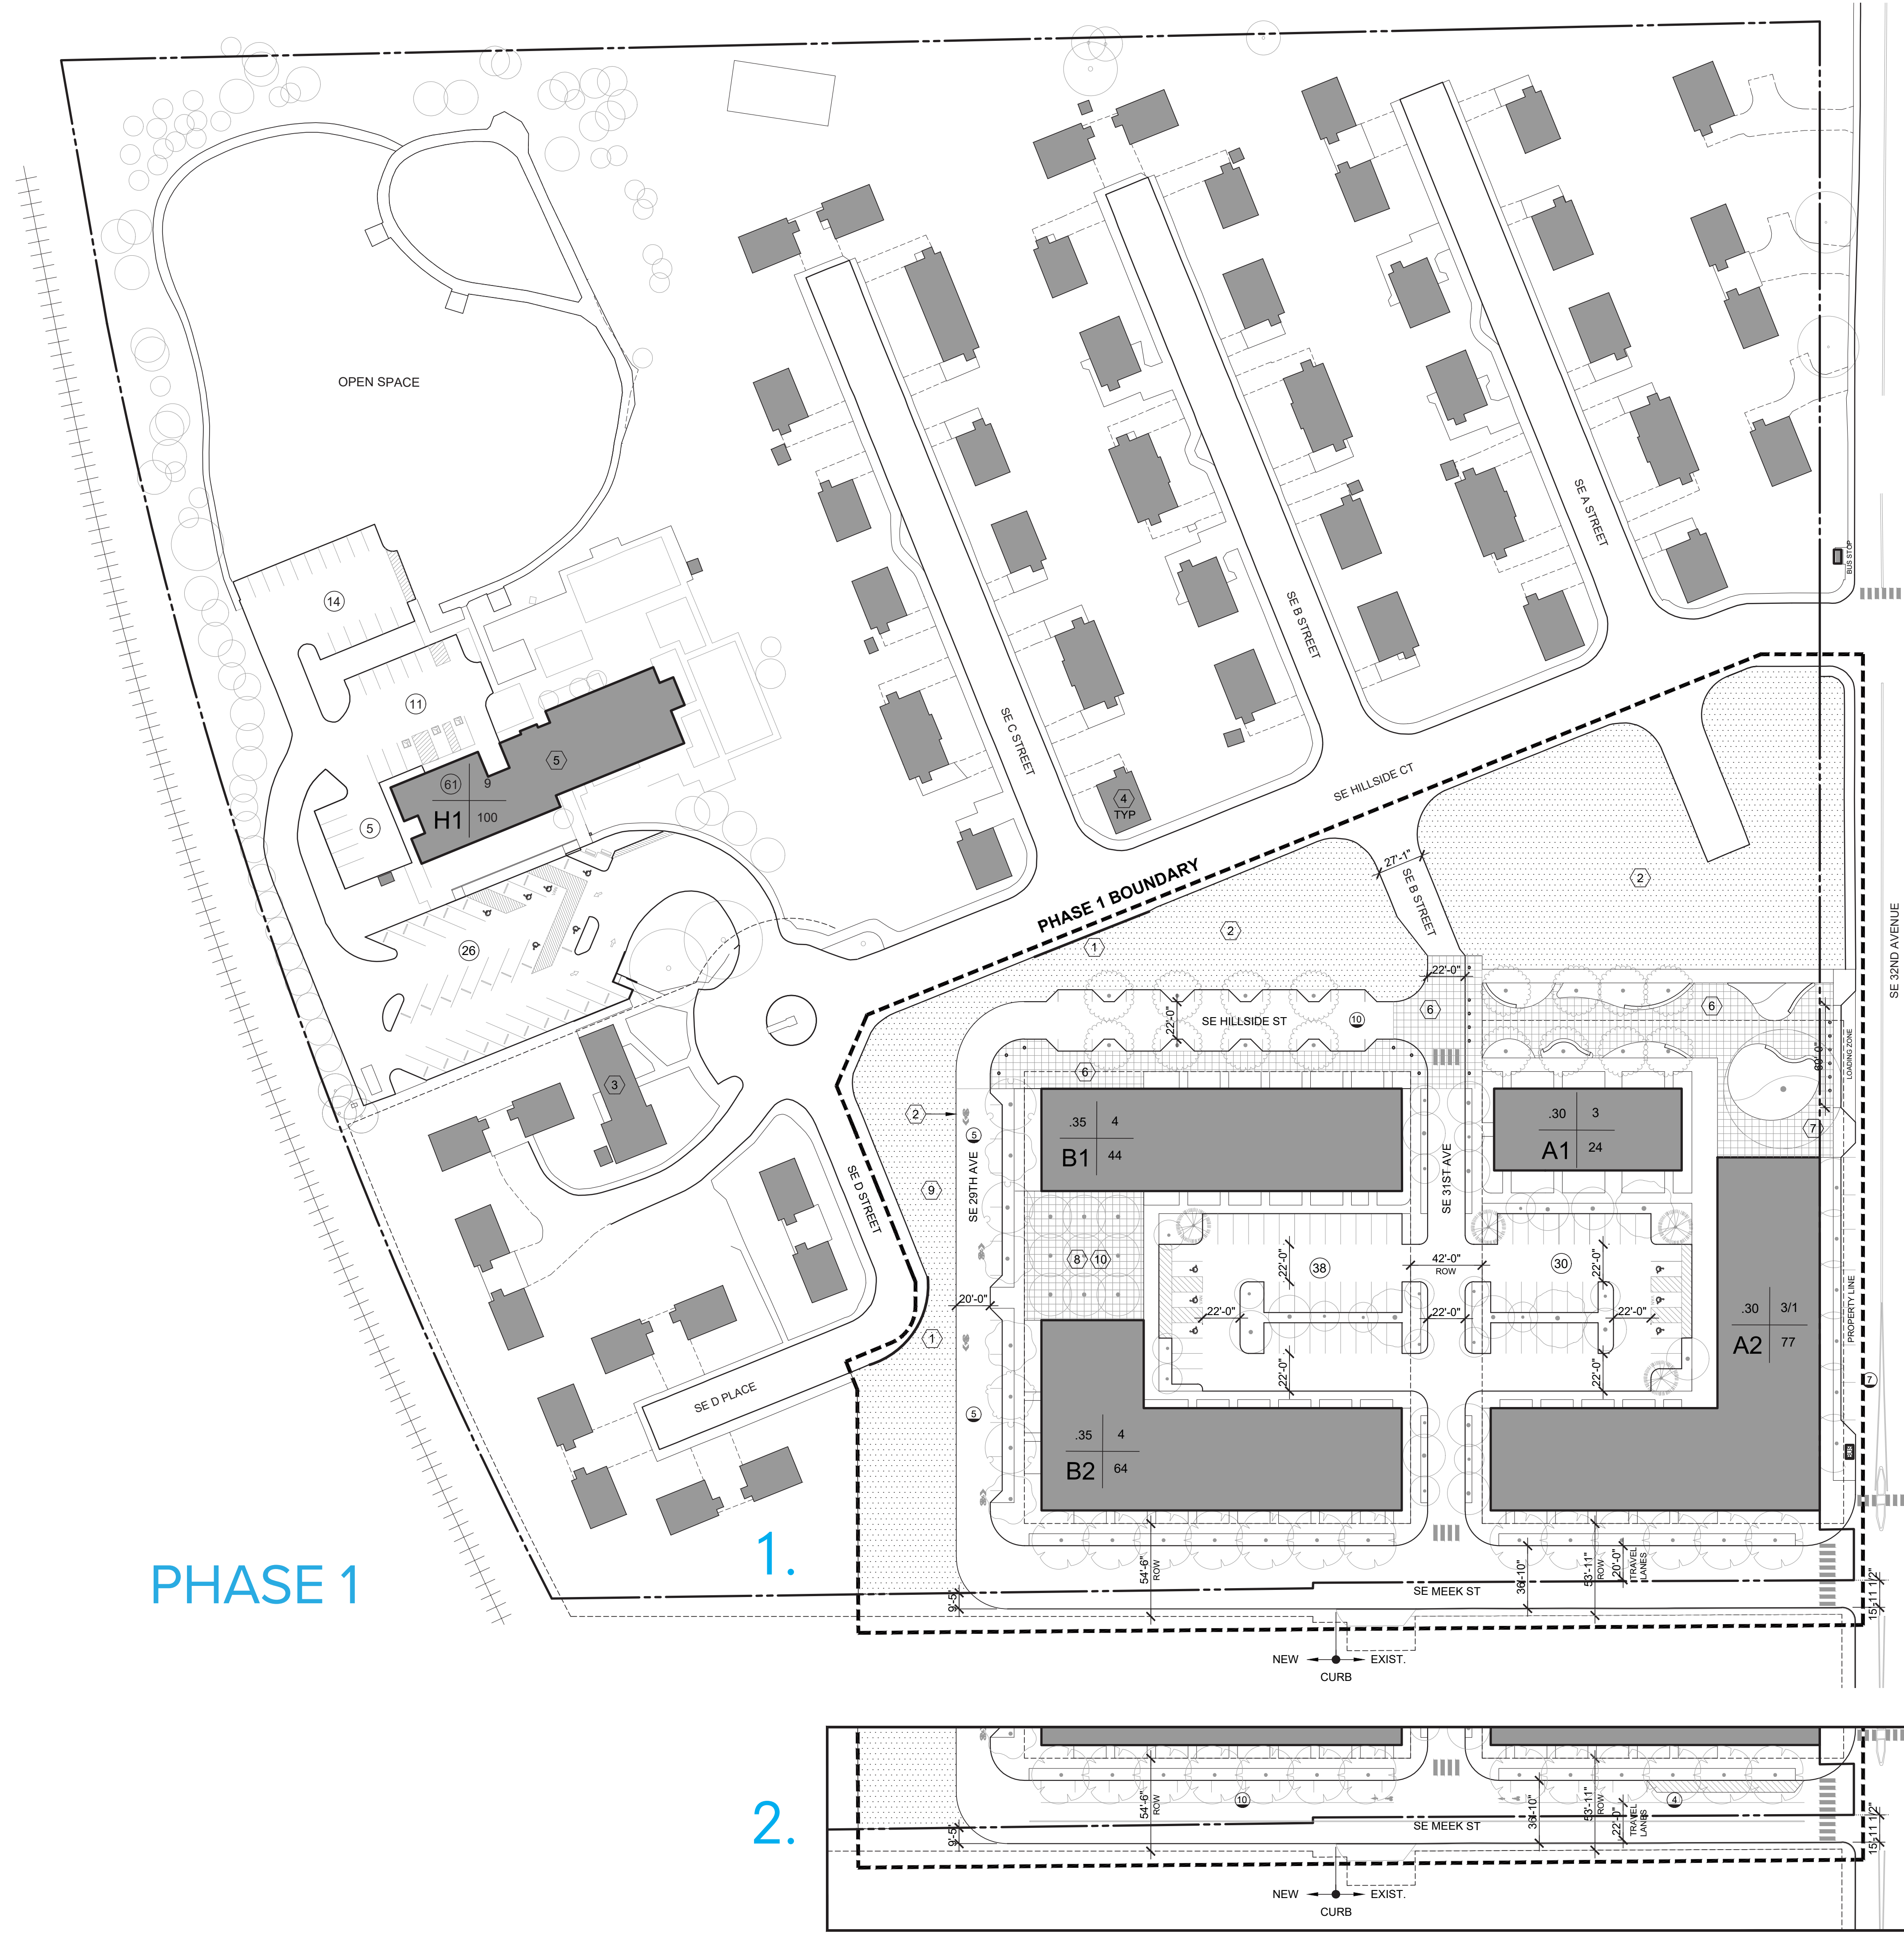 OPEN SPACE
14
11
5
61
9
H1
100
5
26
3
4
TYP
SE C STREET
SE B STREET
SE A STREET
BUS STOP
SE HILLSIDE CT
PHASE 1 BOUNDARY
1
2
27'-1"
SE B STREET
2
SE 32ND AVENUE
22'-0"
6
6
22'-0"
SE HILLSIDE ST
10
LOADING ZONE
6
2
5
.35
4
B1
44
.30
3
A1
24
7
9
SE 29TH AVE
SE 31ST AVE
SE D STREET
8
10
22'-0"
38
42'-0"
ROW
30
22'-0"
20'-0"
22'-0"
22'-0"
22'-0"
1
.30
3/1
A2
77
PROPERTY LINE
22'-0"
22'-0"
7
SE D PLACE
5
.35
4
B2
64
BUS
1.
PHASE 1
54'-6"
ROW
36'-10"
53'-11"
ROW
20'-0"
TRAVEL
LANES
SE MEEK ST
9'-5"
15'-11 1/2"
NEW
EXIST.
CURB
2.
10
4
54'-6"
ROW
36'-10"
53'-11"
ROW
22'-0"
TRAVEL
LANES
SE MEEK ST
9'-5"
15'-11 1/2"
NEW
EXIST.
CURB